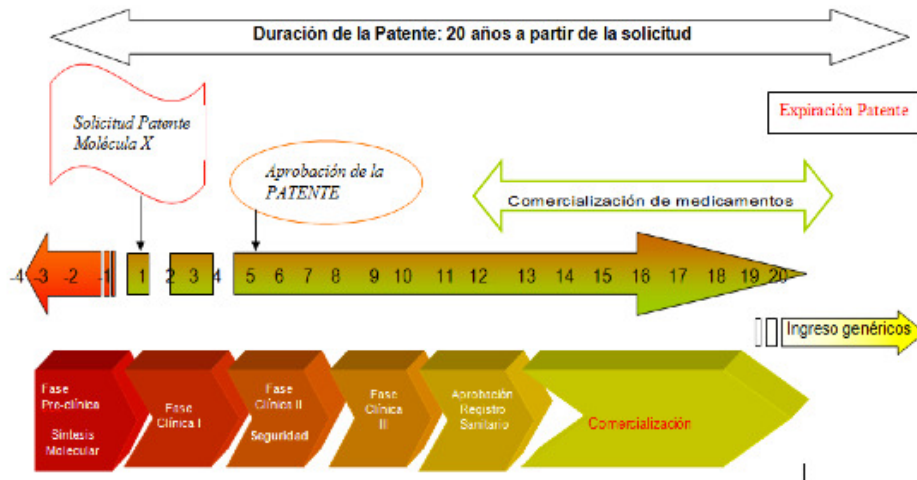 Duración de la Patente: 20 años a partir de la solicitud
Solicitud Patente
Molécula X
Aprobación de la
PATENTE
Expiración Patente
Comercialización de medicamentos
-4 -3 -2 -1 1 2 3 4 5 6 7 8 9 10 11 12 13 14 15 16 17 18 19 20
Ingreso genéricos
Fase
Pre-clínica
Síntesis
Molecular
Fase
Clínica I
Fase
Clínica II
Seguridad
Fase
Clínica
III
Aprobación
Registro
Sanitario
Comercialización